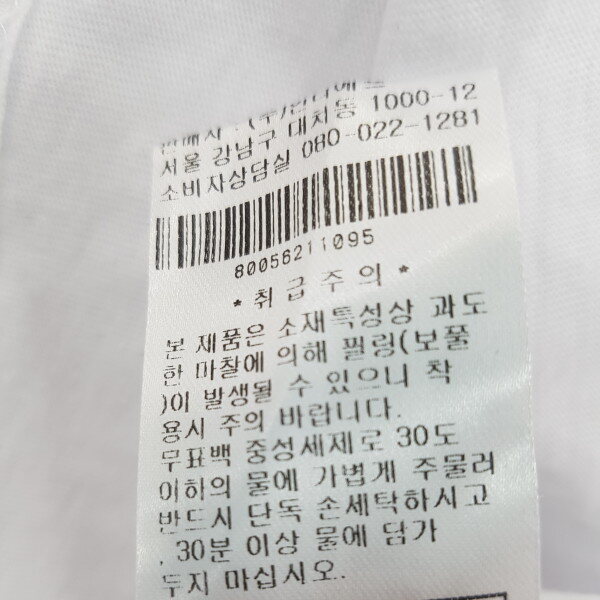 서울 강남구 대치동 1000-12
소비자상담실 080-022-1281
80056211095
* 취급주의 *
본 제품은 소재특성상 과도
한 마찰에 의해 필링(보풀
)이 발생될 수 있으니 착
용시 주의 바랍니다.
무표백 중성세제로 30도
이하의 물에 가볍게 주물러
반드시 단독 손세탁하시고
, 30분 이상 물에 담가
두지 마십시오.